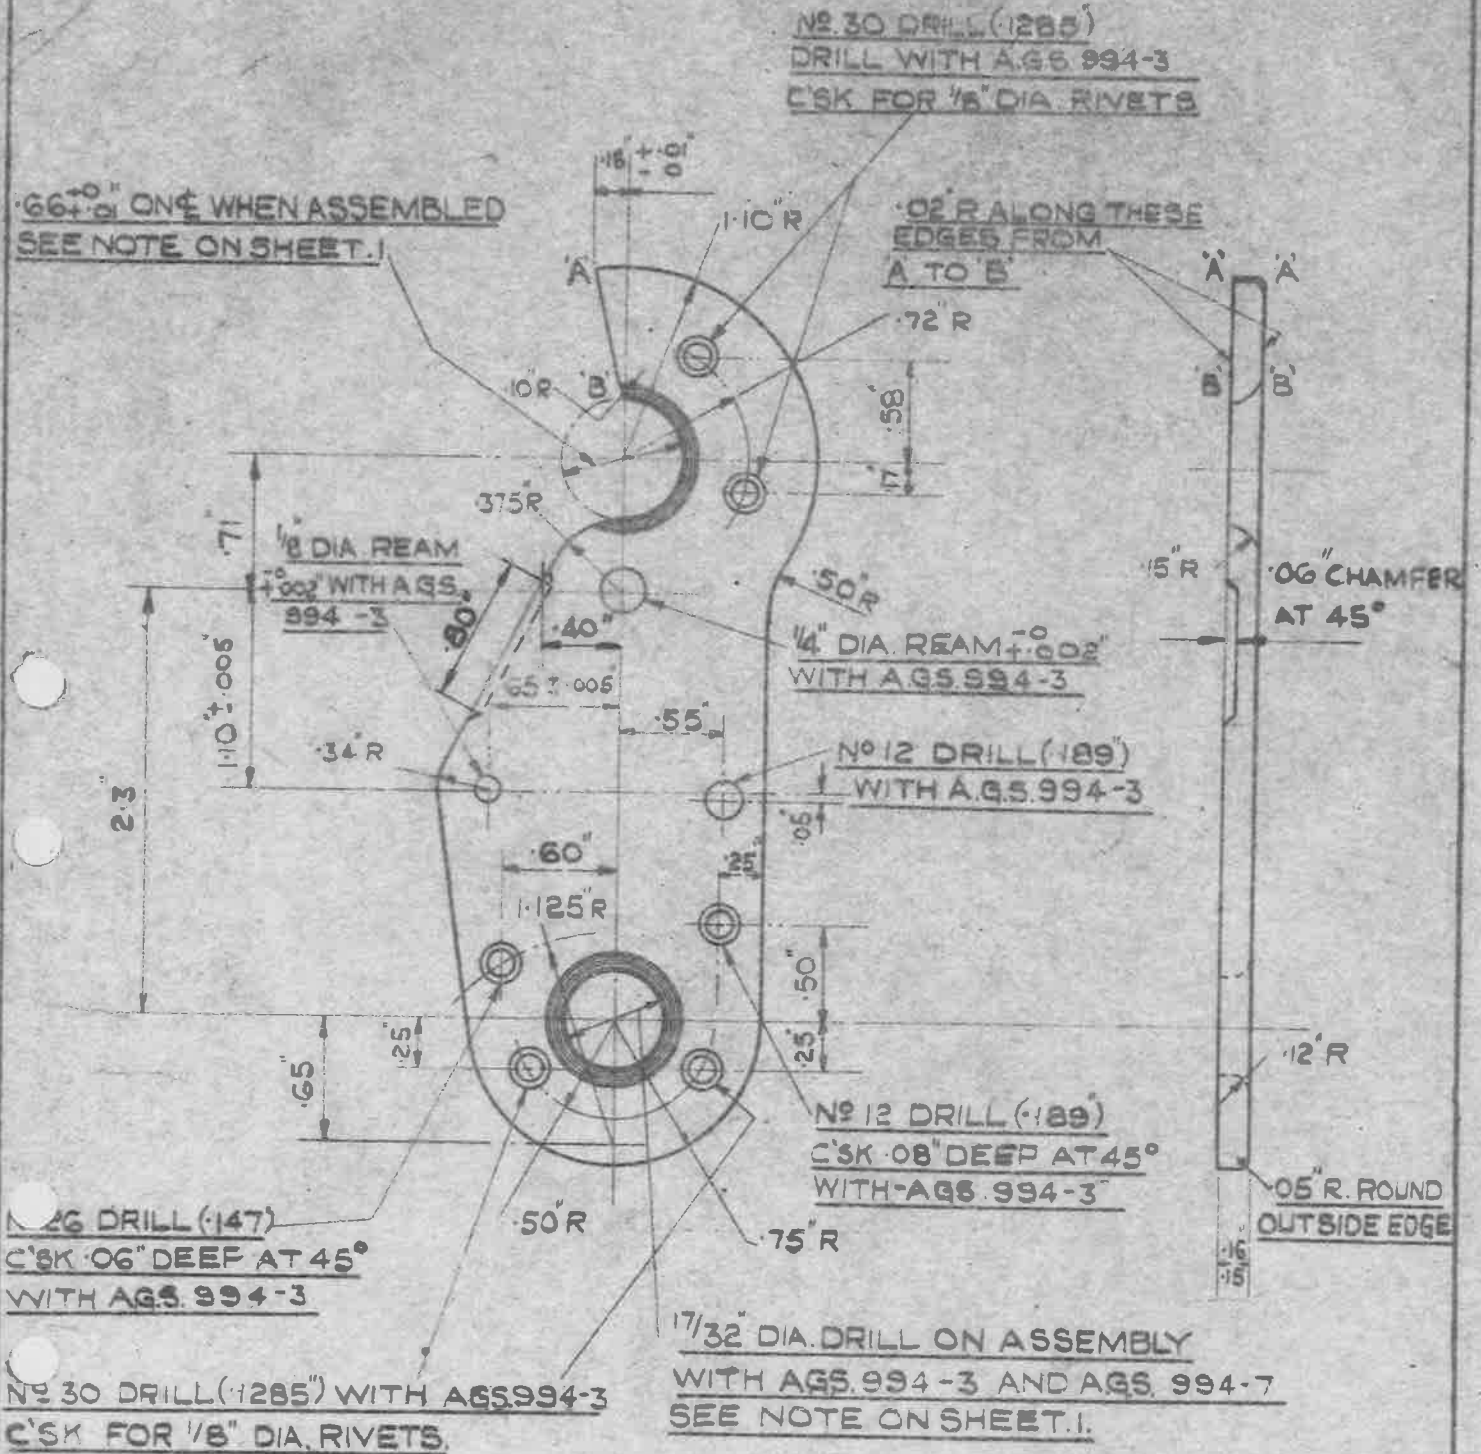 Nº 30 DRILL (·1285")
DRILL WITH A.G.S. 994-3
C'SK FOR 1/8" DIA. RIVETS
·18" + ·01" - 0
·66" - 0 + ·01 ON ℄ WHEN ASSEMBLED
SEE NOTE ON SHEET.1
1·10" R
·02" R ALONG THESE
EDGES FROM
'A' TO 'B'
'A'
'A' 'A'
·72" R
·10" R
'B'
'B' 'B'
·58"
·17"
·375" R
·71"
1/8" DIA REAM
- 0 + ·002" WITH A.G.S.
994 -3
·80"
·40"
·50" R
·15" R
·06" CHAMFER
AT 45°
1/4" DIA. REAM - 0 + ·002"
WITH A.G.S. 994-3
·65 ± ·005"
1·10" ± ·005"
·55"
·34" R
Nº 12 DRILL (·189")
WITH A.G.S. 994-3
·05"
2·3"
·60"
·25"
1·125" R
·50"
·25"
·25"
·65"
·12" R
Nº 12 DRILL (·189")
C'SK ·08" DEEP AT 45°
WITH AGS. 994-3
·05" R. ROUND
OUTSIDE EDGE
26 DRILL (·147)
C'SK ·06" DEEP AT 45°
WITH AGS. 994-3
·50" R
·75" R
·16
·15
17/32" DIA. DRILL ON ASSEMBLY
WITH AGS. 994-3 AND AGS. 994-7
SEE NOTE ON SHEET.1.
Nº 30 DRILL (·1285") WITH AGS.994-3
C'SK FOR 1/8" DIA. RIVETS.